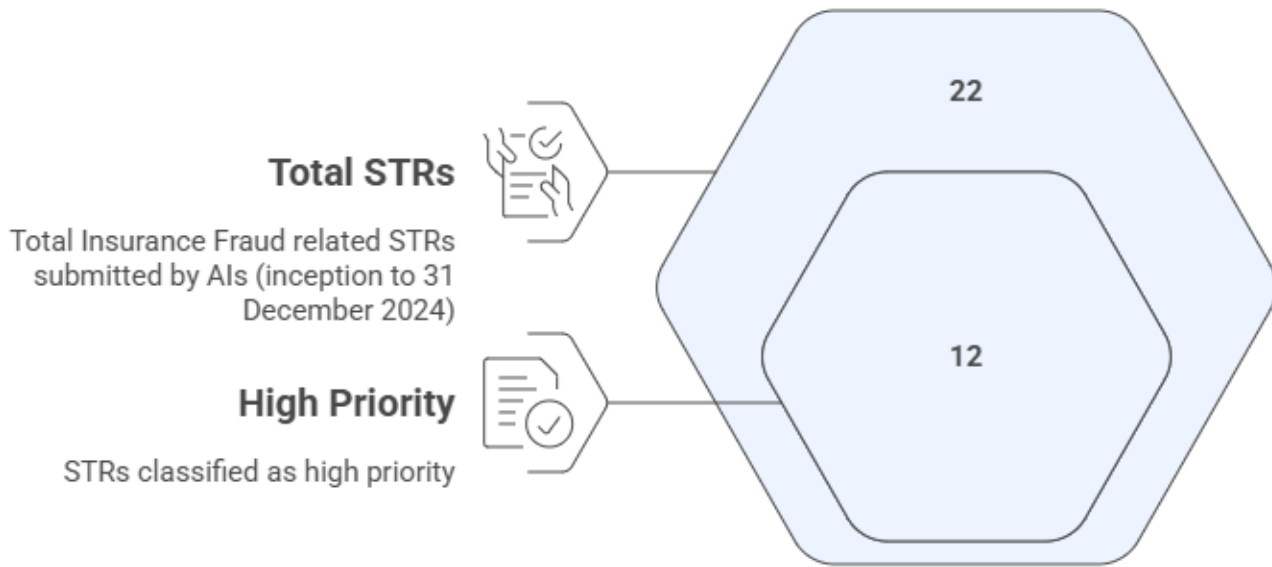 22
Total STRs
Total Insurance Fraud related STRs
submitted by AIs (inception to 31
December 2024)
12
High Priority
STRs classified as high priority